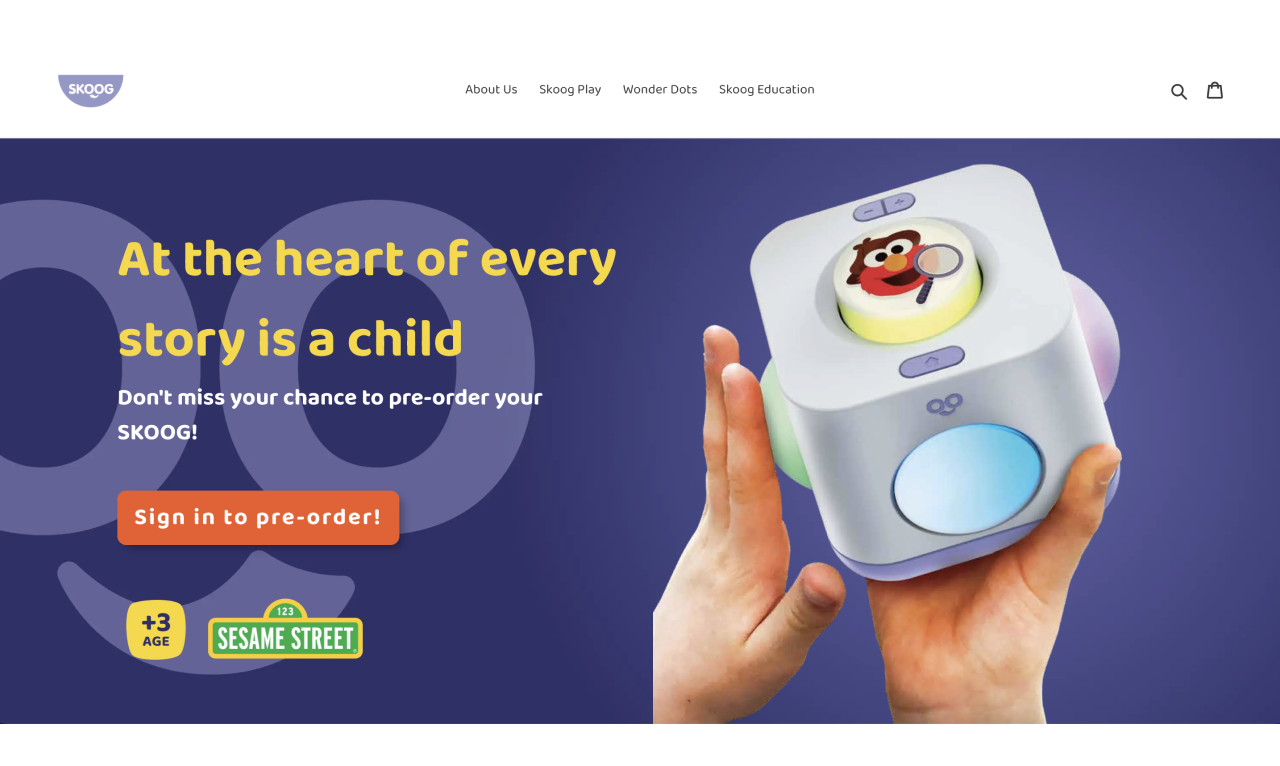 SKOOG
About Us
Skoog Play
Wonder Dots
Skoog Education
At the heart of every
story is a child
Don't miss your chance to pre-order your
SKOOG!
Sign in to pre-order!
+3
AGE
123
SESAME STREET